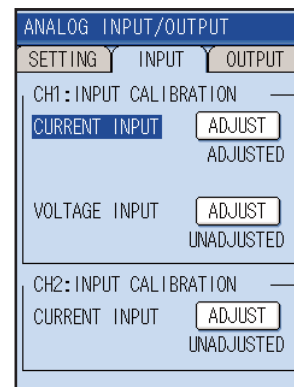 ANALOG INPUT/OUTPUT
SETTING INPUT OUTPUT
CH1:INPUT CALIBRATION
CURRENT INPUT ADJUST
ADJUSTED
VOLTAGE INPUT ADJUST
UNADJUSTED
CH2:INPUT CALIBRATION
CURRENT INPUT ADJUST
UNADJUSTED